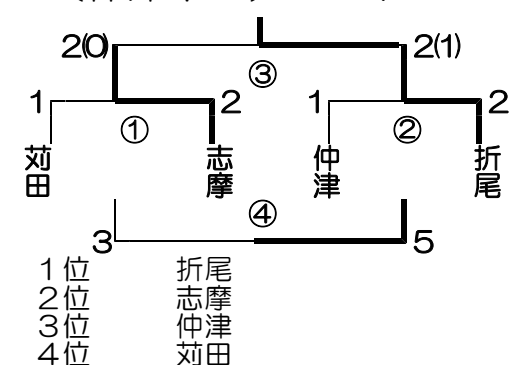 2(0) 2(1)
③
1 2 1 2
① ②
苅田 志摩 仲津 折尾
④
3 5
1位 折尾
2位 志摩
3位 仲津
4位 苅田